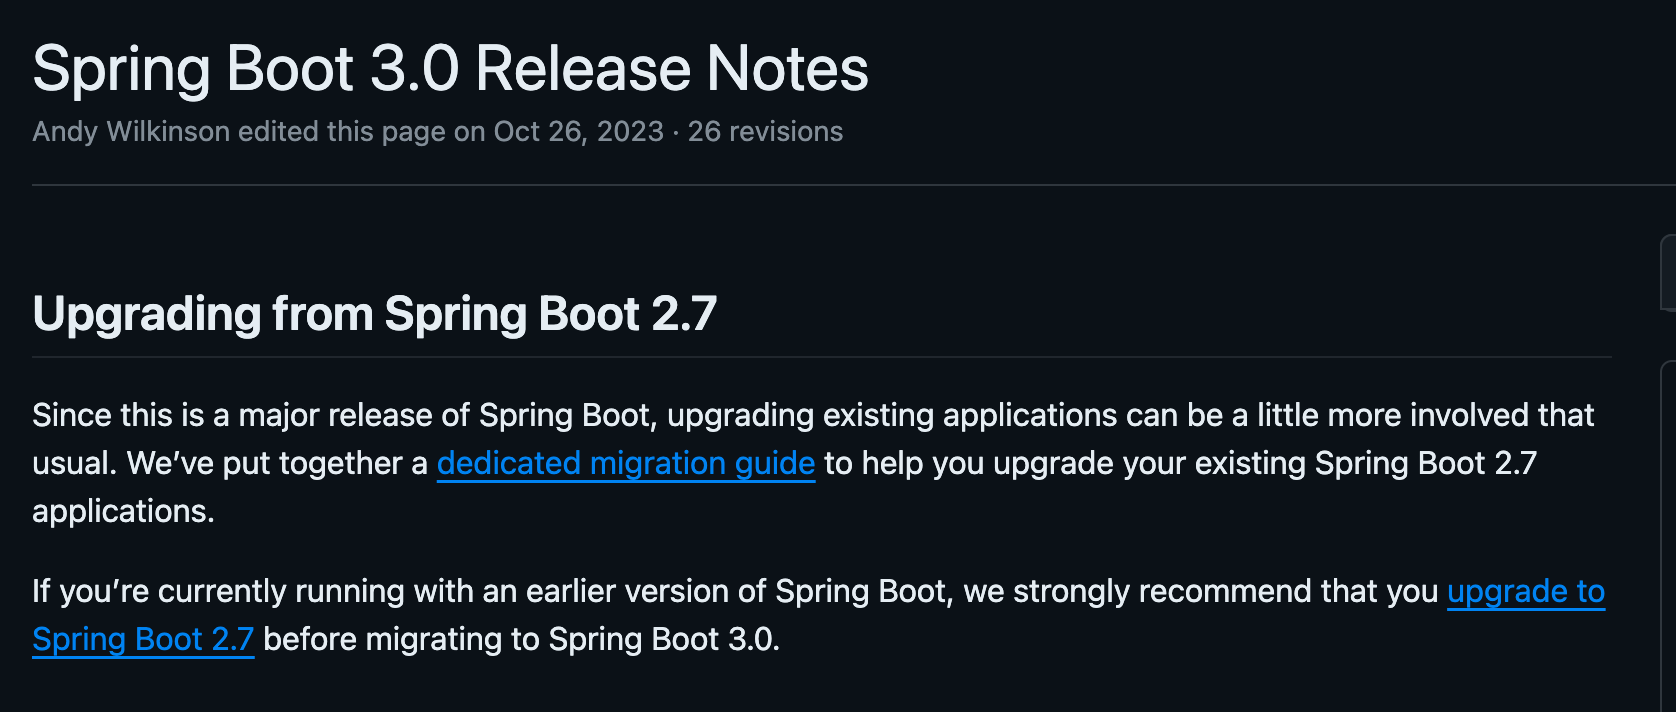 Spring Boot 3.0 Release Notes
Andy Wilkinson edited this page on Oct 26, 2023 · 26 revisions
Upgrading from Spring Boot 2.7
Since this is a major release of Spring Boot, upgrading existing applications can be a little more involved that
usual. We’ve put together a dedicated migration guide to help you upgrade your existing Spring Boot 2.7
applications.
If you’re currently running with an earlier version of Spring Boot, we strongly recommend that you upgrade to
Spring Boot 2.7 before migrating to Spring Boot 3.0.